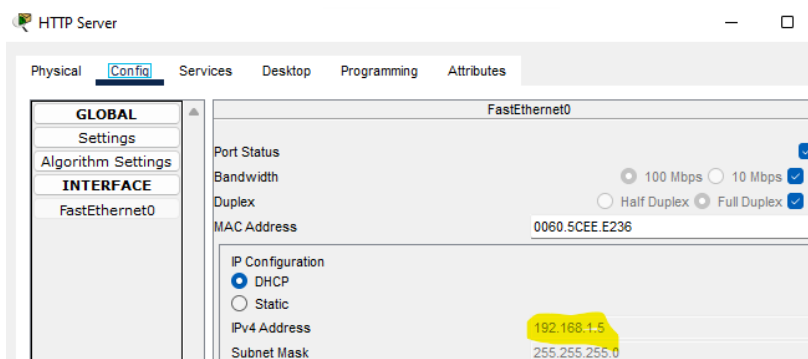 HTTP Server
Physical Config Services Desktop Programming Attributes
GLOBAL
Settings
Algorithm Settings
INTERFACE
FastEthernet0
FastEthernet0
Port Status
Bandwidth 100 Mbps 10 Mbps
Duplex Half Duplex Full Duplex
MAC Address 0060.5CEE.E236
IP Configuration
DHCP
Static
IPv4 Address 192.168.1.5
Subnet Mask 255.255.255.0